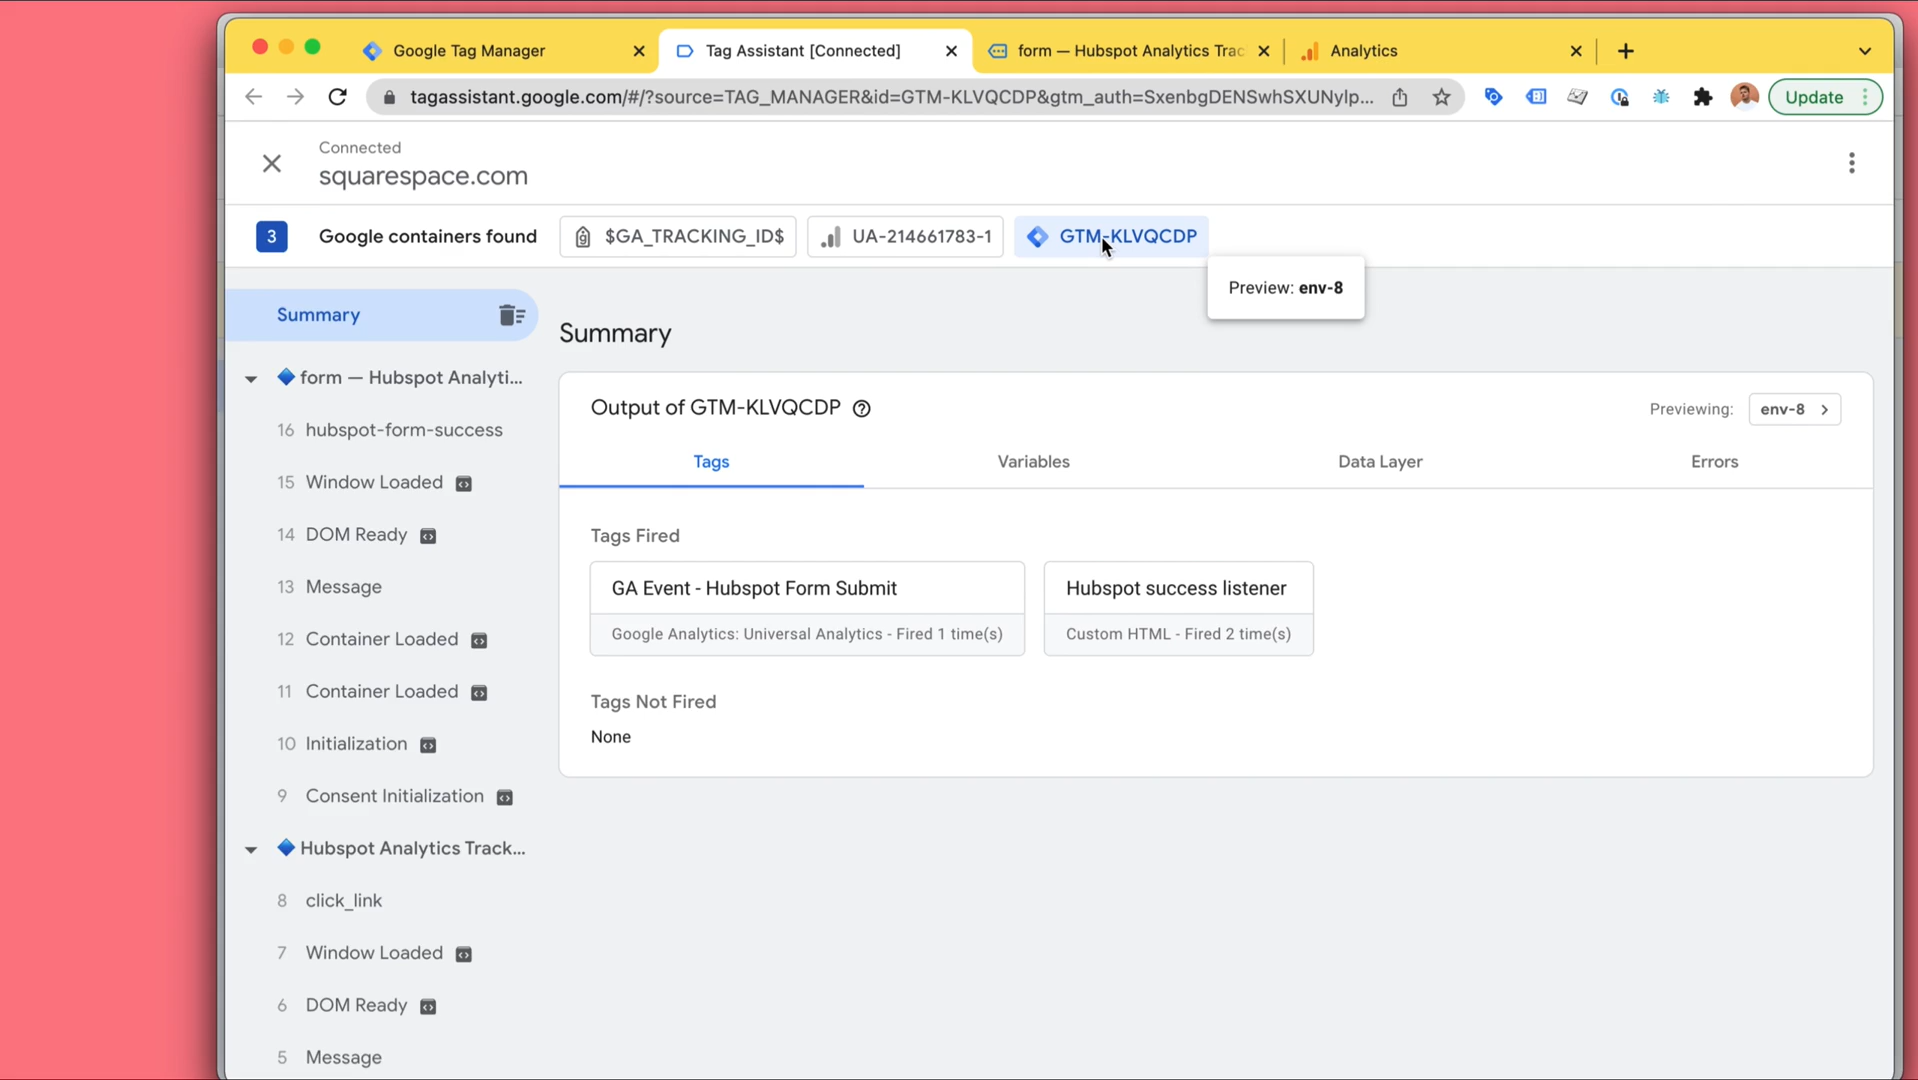 Google Tag Manager
Tag Assistant [Connected]
form — Hubspot Analytics Trac
Analytics
tagassistant.google.com/#/?source=TAG_MANAGER&id=GTM-KLVQCDP&gtm_auth=SxenbgDENSwhSXUNylp...
Update
Connected
squarespace.com
3
Google containers found
$GA_TRACKING_ID$
UA-214661783-1
GTM-KLVQCDP
Preview: env-8
Summary
form — Hubspot Analyti...
16 hubspot-form-success
15 Window Loaded
14 DOM Ready
13 Message
12 Container Loaded
11 Container Loaded
10 Initialization
9 Consent Initialization
Hubspot Analytics Track...
8 click_link
7 Window Loaded
6 DOM Ready
5 Message
Summary
Output of GTM-KLVQCDP
Previewing: env-8
Tags
Variables
Data Layer
Errors
Tags Fired
GA Event - Hubspot Form Submit
Google Analytics: Universal Analytics - Fired 1 time(s)
Hubspot success listener
Custom HTML - Fired 2 time(s)
Tags Not Fired
None